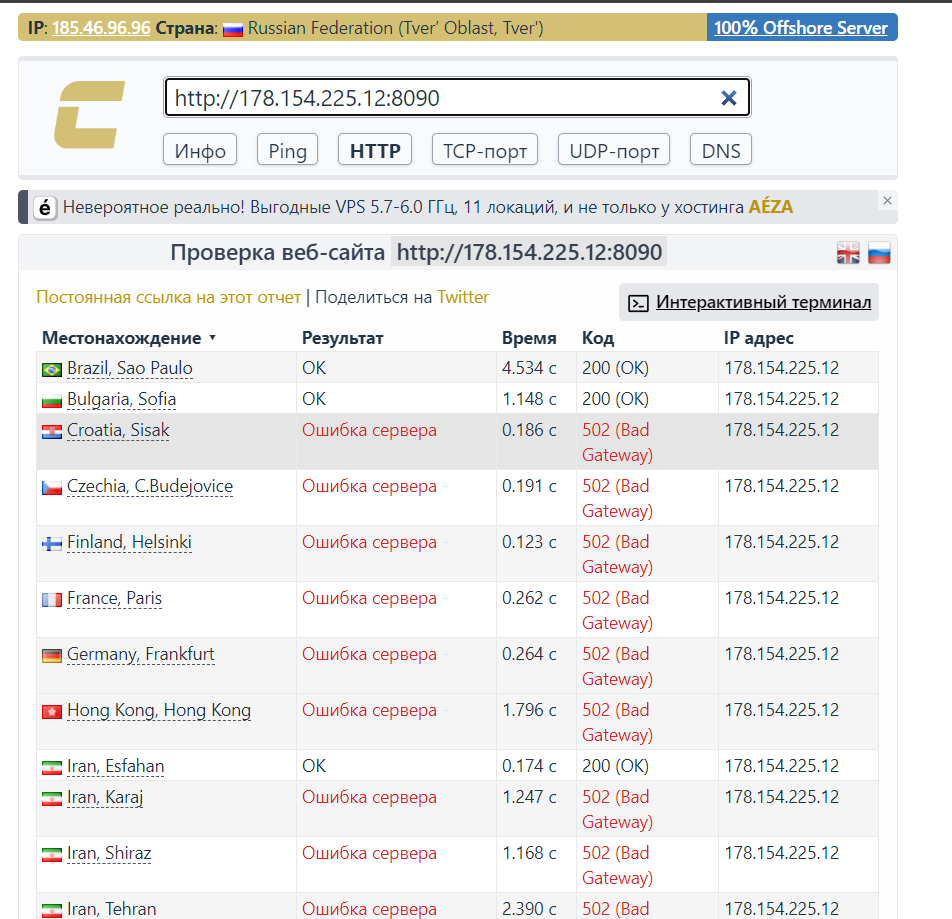 IP: 185.46.96.96 Страна: Russian Federation (Tver’ Oblast, Tver') 100% Offshore Server
http://178.154.225.12:8090
Инфо Ping HTTP TCP-порт UDP-порт DNS
é Невероятное реально! Выгодные VPS 5.7-6.0 ГГц, 11 локаций, и не только у хостинга AÉZA
Проверка веб-сайта http://178.154.225.12:8090
Постоянная ссылка на этот отчет | Поделиться на Twitter Интерактивный терминал
Местонахождение Результат Время Код IP адрес
Brazil, Sao Paulo OK 4.534 с 200 (OK) 178.154.225.12
Bulgaria, Sofia OK 1.148 с 200 (OK) 178.154.225.12
Croatia, Sisak Ошибка сервера 0.186 с 502 (Bad 178.154.225.12
Gateway)
Czechia, C.Budejovice Ошибка сервера 0.191 с 502 (Bad 178.154.225.12
Gateway)
Finland, Helsinki Ошибка сервера 0.123 с 502 (Bad 178.154.225.12
Gateway)
France, Paris Ошибка сервера 0.262 с 502 (Bad 178.154.225.12
Gateway)
Germany, Frankfurt Ошибка сервера 0.264 с 502 (Bad 178.154.225.12
Gateway)
Hong Kong, Hong Kong Ошибка сервера 1.796 с 502 (Bad 178.154.225.12
Gateway)
Iran, Esfahan OK 0.174 с 200 (OK) 178.154.225.12
Iran, Karaj Ошибка сервера 1.247 с 502 (Bad 178.154.225.12
Gateway)
Iran, Shiraz Ошибка сервера 1.168 с 502 (Bad 178.154.225.12
Gateway)
Iran, Tehran Ошибка сервера 2.390 с 502 (Bad 178.154.225.12